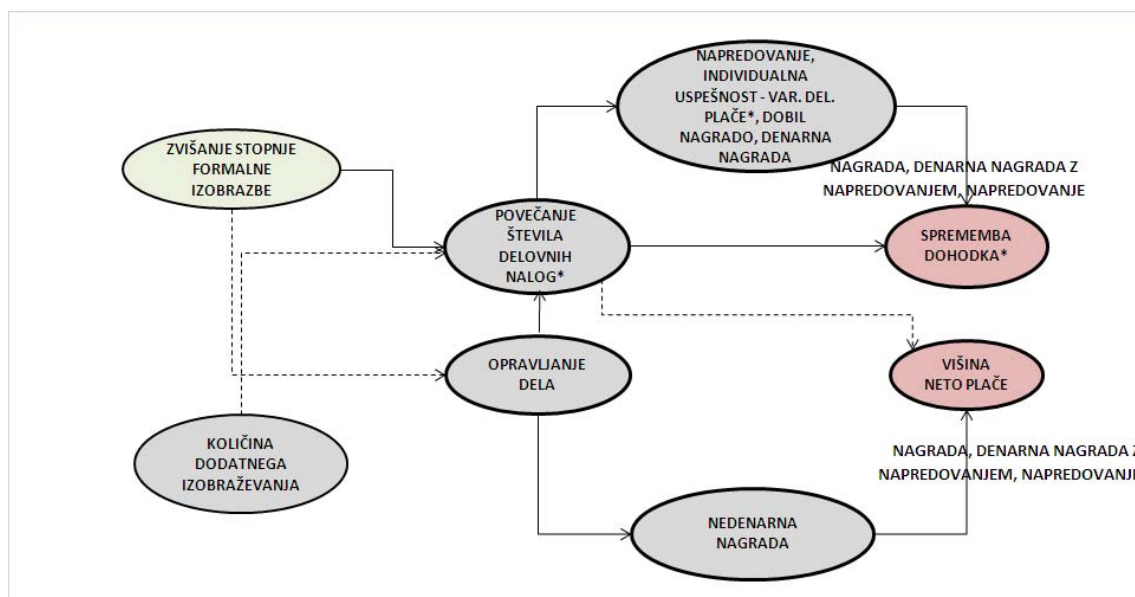 NAPREDOVANJE,
INDIVIDUALNA
USPEŠNOST - VAR. DEL.
PLAČE*, DOBIL
NAGRADO, DENARNA
NAGRADA
ZVIŠANJE STOPNJE
FORMALNE
IZOBRAZBE
NAGRADA, DENARNA NAGRADA Z
NAPREDOVANJEM, NAPREDOVANJE
POVEČANJE
ŠTEVILA
DELOVNIH
NALOG*
SPREMEMBA
DOHODKA*
OPRAVLJANJE
DELA
VIŠINA
NETO PLAČE
KOLIČINA
DODATNEGA
IZOBRAŽEVANJA
NAGRADA, DENARNA NAGRADA Z
NAPREDOVANJEM, NAPREDOVANJE
NEDENARNA
NAGRADA